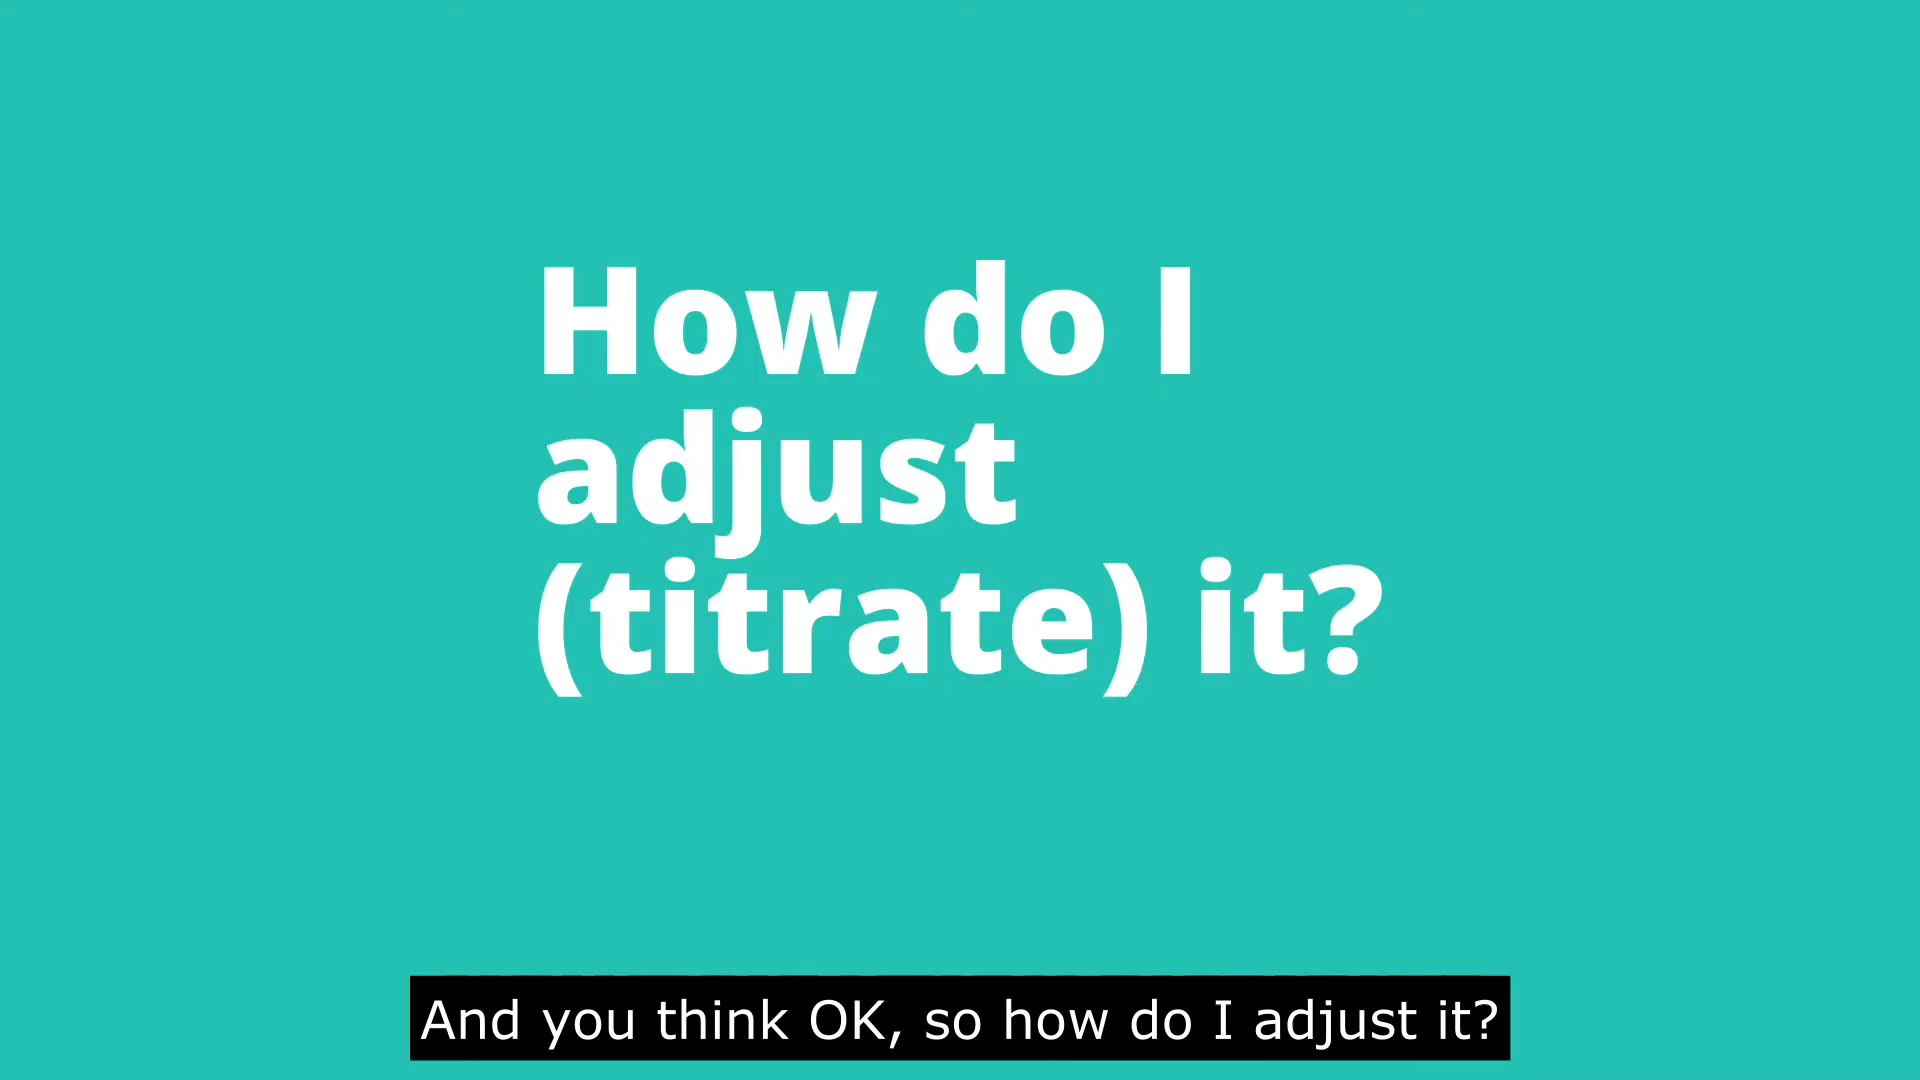 How do I
adjust
(titrate) it?
And you think OK, so how do I adjust it?